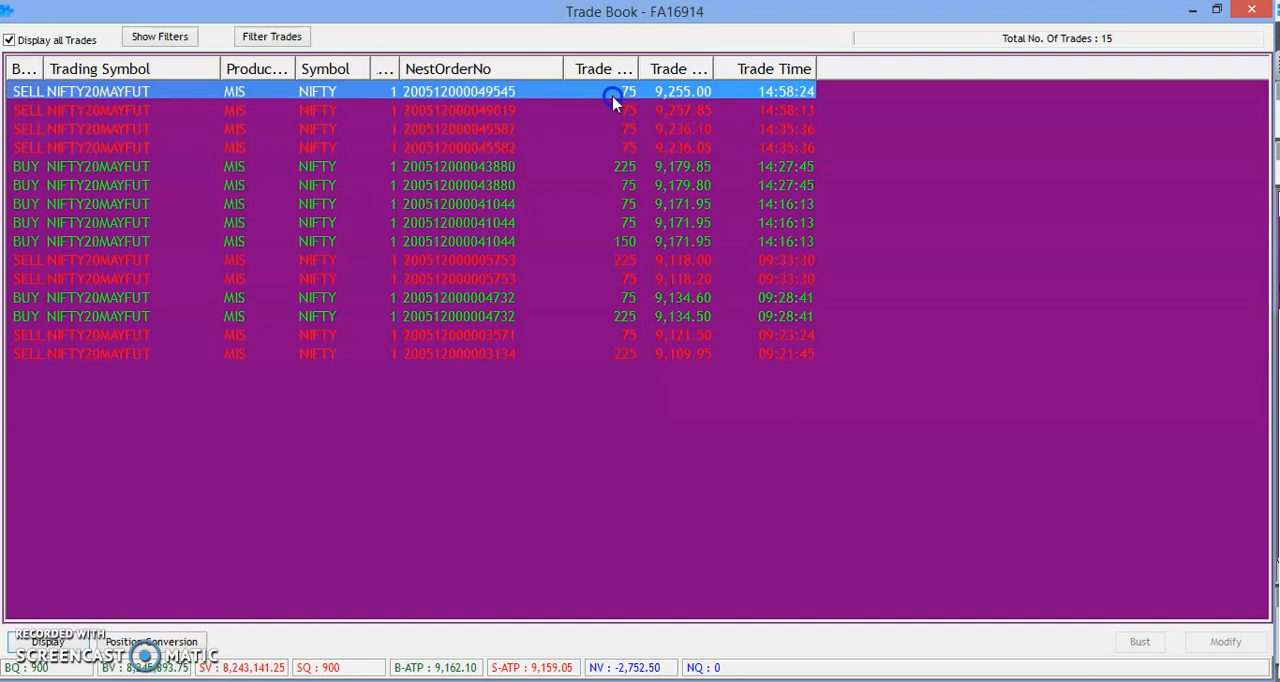 Trade Book - FA16914
Display all Trades Show Filters Filter Trades Total No. Of Trades : 15
B... Trading Symbol Produc... Symbol ... NestOrderNo Trade ... Trade ... Trade Time
SELL NIFTY20MAYFUT MIS NIFTY 1 200512000049545 75 9,255.00 14:58:24
SELL NIFTY20MAYFUT MIS NIFTY 1 200512000049019 75 9,257.85 14:58:13
SELL NIFTY20MAYFUT MIS NIFTY 1 200512000045582 75 9,236.10 14:35:36
SELL NIFTY20MAYFUT MIS NIFTY 1 200512000045582 75 9,236.05 14:35:36
BUY NIFTY20MAYFUT MIS NIFTY 1 200512000043880 225 9,179.85 14:27:45
BUY NIFTY20MAYFUT MIS NIFTY 1 200512000043880 75 9,179.80 14:27:45
BUY NIFTY20MAYFUT MIS NIFTY 1 200512000041044 75 9,171.95 14:16:13
BUY NIFTY20MAYFUT MIS NIFTY 1 200512000041044 75 9,171.95 14:16:13
BUY NIFTY20MAYFUT MIS NIFTY 1 200512000041044 150 9,171.95 14:16:13
SELL NIFTY20MAYFUT MIS NIFTY 1 200512000005753 225 9,118.00 09:33:30
SELL NIFTY20MAYFUT MIS NIFTY 1 200512000005753 75 9,118.20 09:33:30
BUY NIFTY20MAYFUT MIS NIFTY 1 200512000004732 75 9,134.60 09:28:41
BUY NIFTY20MAYFUT MIS NIFTY 1 200512000004732 225 9,134.50 09:28:41
SELL NIFTY20MAYFUT MIS NIFTY 1 200512000003571 75 9,121.50 09:23:24
SELL NIFTY20MAYFUT MIS NIFTY 1 200512000003134 225 9,109.95 09:21:45
RECORDED WITH
Display Position Conversion Bust Modify
SCREENCAST MATIC
BQ : 900 BV : 8,245,893.75 SV : 8,243,141.25 SQ : 900 B-ATP : 9,162.10 S-ATP : 9,159.05 NV : -2,752.50 NQ : 0